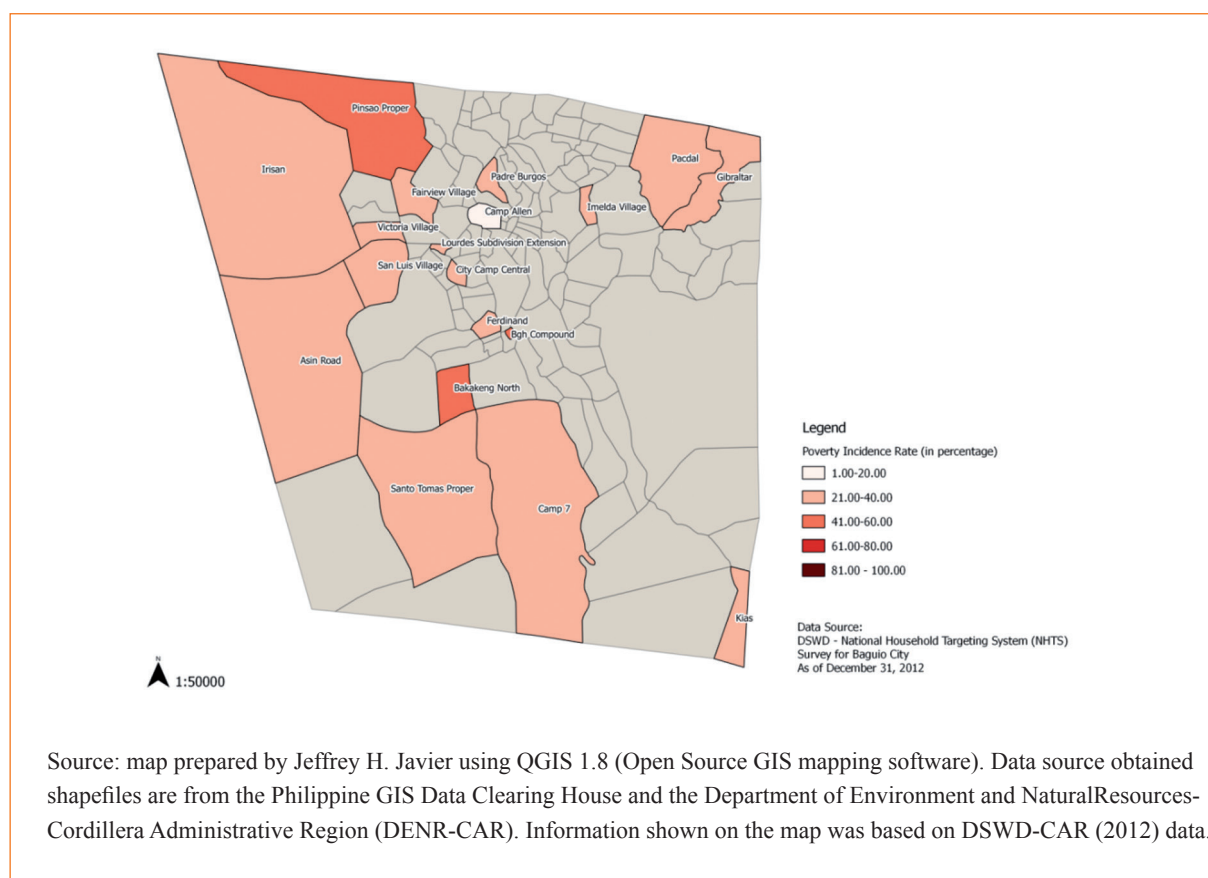 Pinsao Proper
Irisan
Pacdal
Gibraltar
Padre Burgos
Fairview Village
Imelda Village
Camp Allen
Victoria Village
Lourdes Subdivision Extension
San Luis Village
City Camp Central
Ferdinand
Bgh Compound
Asin Road
Bakakeng North
Santo Tomas Proper
Camp 7
Kias
Legend
Poverty Incidence Rate (in percentage)
1.00-20.00
21.00-40.00
41.00-60.00
61.00-80.00
81.00 - 100.00
Data Source:
DSWD - National Household Targeting System (NHTS)
Survey for Baguio City
As of December 31, 2012
N
1:50000
Source: map prepared by Jeffrey H. Javier using QGIS 1.8 (Open Source GIS mapping software). Data source obtained
shapefiles are from the Philippine GIS Data Clearing House and the Department of Environment and NaturalResources-
Cordillera Administrative Region (DENR-CAR). Information shown on the map was based on DSWD-CAR (2012) data.